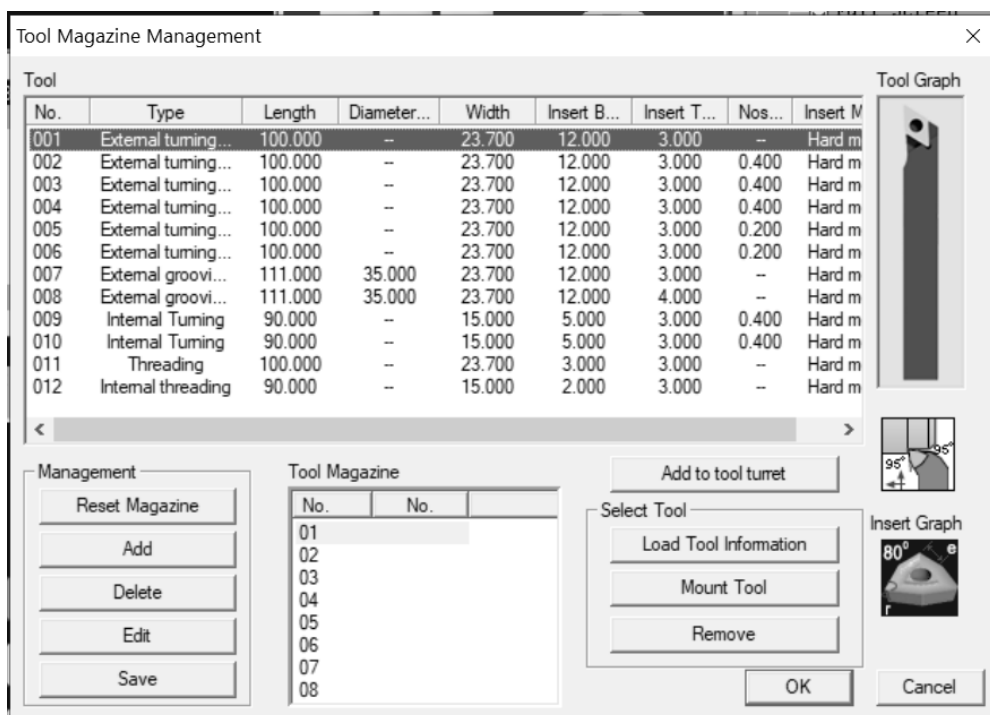 Tool Magazine Management
Tool
Tool Graph
No. Type Length Diameter... Width Insert B... Insert T... Nos... Insert M
001 External turning... 100.000 -- 23.700 12.000 3.000 -- Hard m
002 External turning... 100.000 -- 23.700 12.000 3.000 0.400 Hard m
003 External turning... 100.000 -- 23.700 12.000 3.000 0.400 Hard m
004 External turning... 100.000 -- 23.700 12.000 3.000 0.400 Hard m
005 External turning... 100.000 -- 23.700 12.000 3.000 0.200 Hard m
006 External turning... 100.000 -- 23.700 12.000 3.000 0.200 Hard m
007 External groovi... 111.000 35.000 23.700 12.000 3.000 -- Hard m
008 External groovi... 111.000 35.000 23.700 12.000 4.000 -- Hard m
009 Internal Turning 90.000 -- 15.000 5.000 3.000 0.400 Hard m
010 Internal Turning 90.000 -- 15.000 5.000 3.000 0.400 Hard m
011 Threading 100.000 -- 23.700 3.000 3.000 -- Hard m
012 Internal threading 90.000 -- 15.000 2.000 3.000 -- Hard m
95° 95°
Management
Reset Magazine
Add
Delete
Edit
Save
Tool Magazine
No. No.
01
02
03
04
05
06
07
08
Add to tool turret
Select Tool
Load Tool Information
Mount Tool
Remove
Insert Graph
80° e
r
OK
Cancel